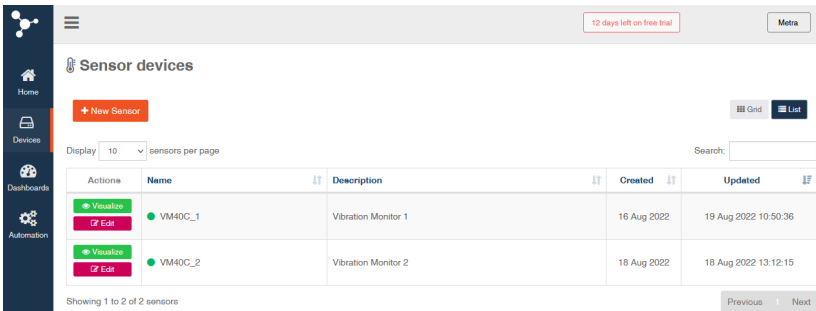 12 days left on free trial
Metra
Sensor devices
Home
+ New Sensor
Grid
List
Devices
Display 10 sensors per page
Search:
Actions Name Description Created Updated
Dashboards
Visualize
Edit
VM40C_1 Vibration Monitor 1 16 Aug 2022 19 Aug 2022 10:50:36
Automation
Visualize
Edit
VM40C_2 Vibration Monitor 2 18 Aug 2022 18 Aug 2022 13:12:15
Showing 1 to 2 of 2 sensors
Previous 1 Next